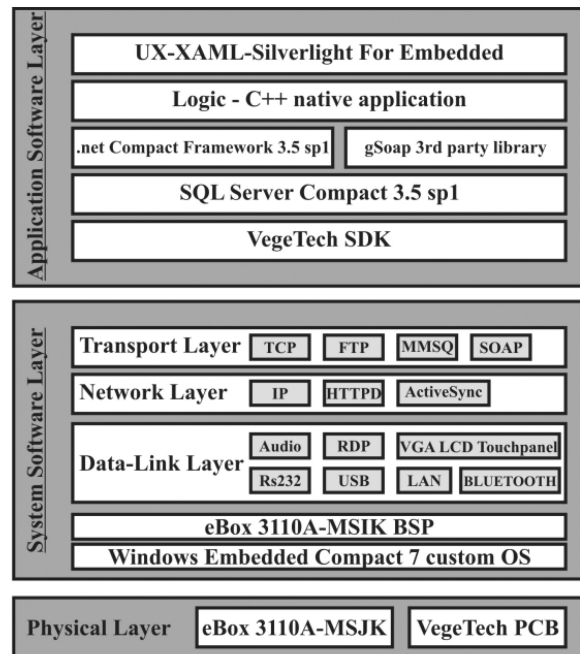 Application Software Layer
UX-XAML-Silverlight For Embedded
Logic - C++ native application
.net Compact Framework 3.5 sp1
gSoap 3rd party library
SQL Server Compact 3.5 sp1
VegeTech SDK
System Software Layer
Transport Layer TCP FTP MMSQ SOAP
Network Layer IP HTTPD ActiveSync
Data-Link Layer
Audio RDP VGA LCD Touchpanel
Rs232 USB LAN BLUETOOTH
eBox 3110A-MSIK BSP
Windows Embedded Compact 7 custom OS
Physical Layer eBox 3110A-MSJK VegeTech PCB